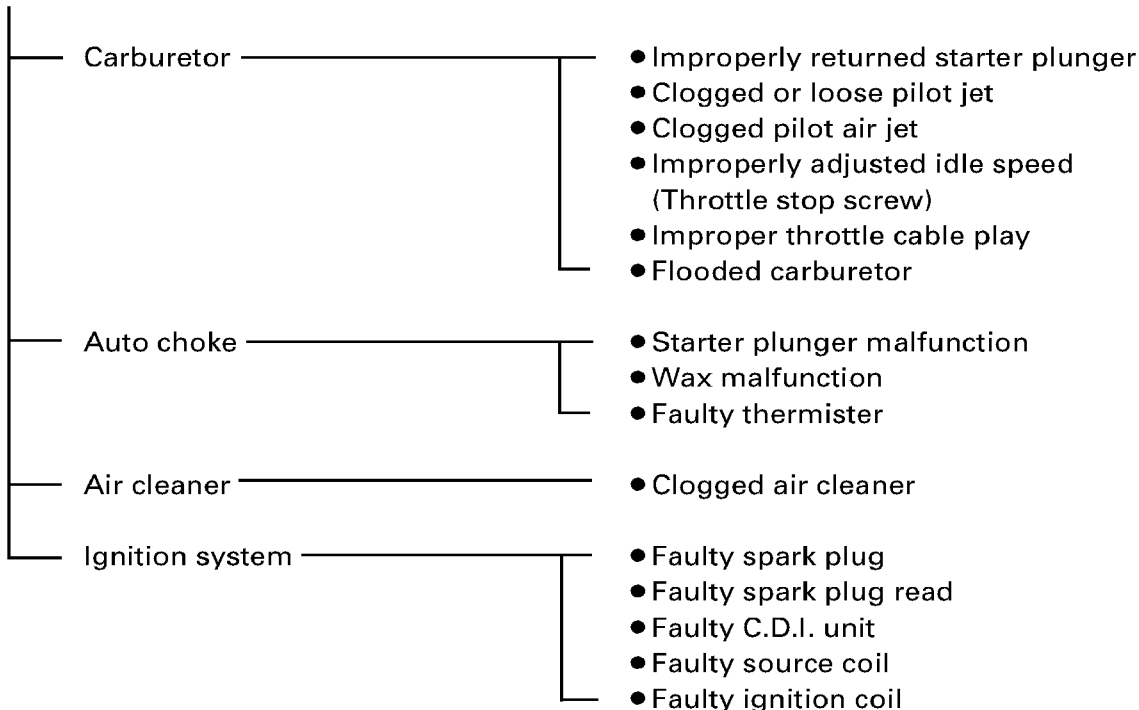 Carburetor
● Improperly returned starter plunger
● Clogged or loose pilot jet
● Clogged pilot air jet
● Improperly adjusted idle speed
(Throttle stop screw)
● Improper throttle cable play
● Flooded carburetor
Auto choke
● Starter plunger malfunction
● Wax malfunction
● Faulty thermister
Air cleaner
● Clogged air cleaner
Ignition system
● Faulty spark plug
● Faulty spark plug read
● Faulty C.D.I. unit
● Faulty source coil
● Faulty ignition coil